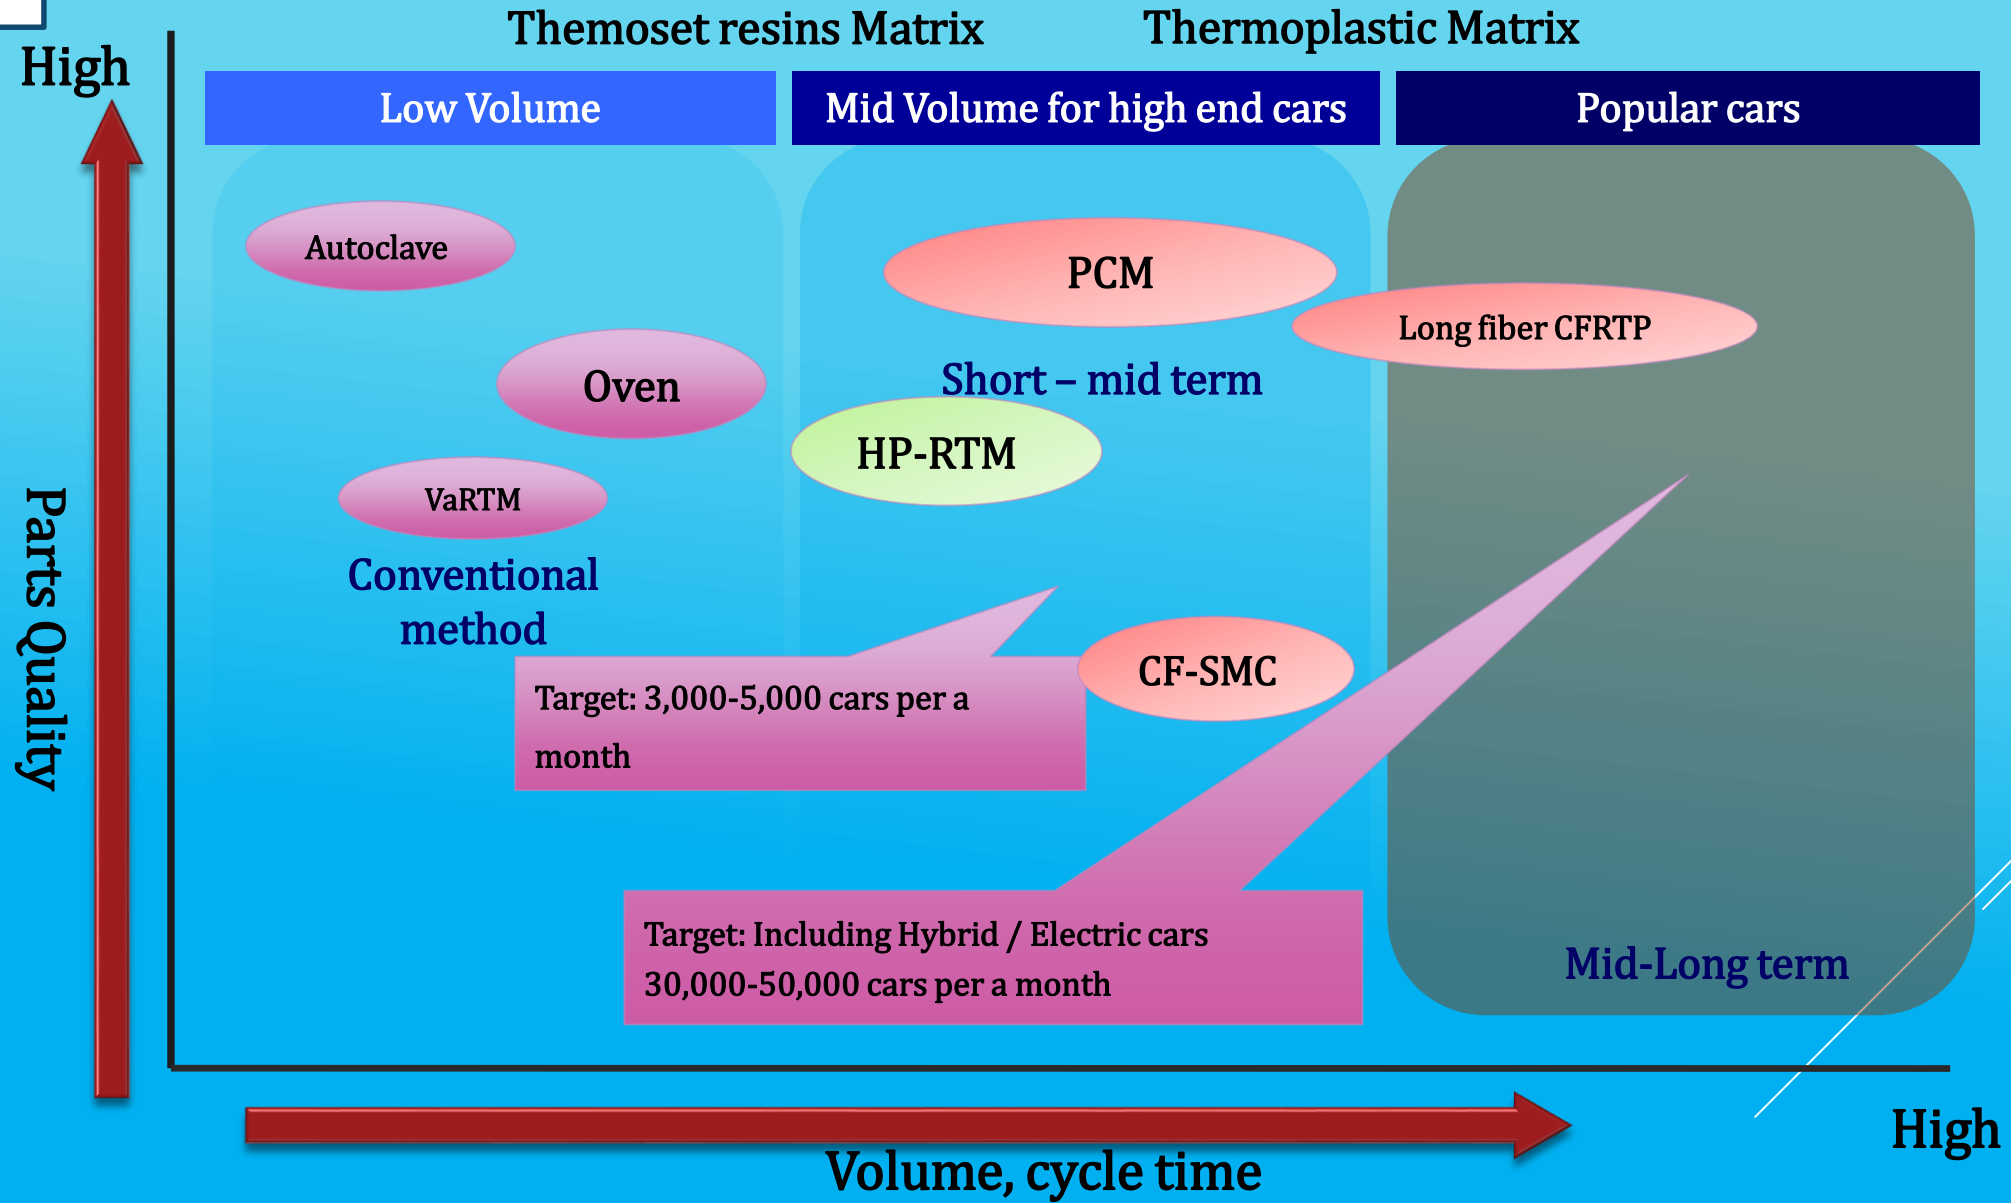 Themoset resins Matrix
Thermoplastic Matrix
High
Low Volume
Mid Volume for high end cars
Popular cars
Autoclave
PCM
Long fiber CFRTP
Oven
Short – mid term
HP-RTM
VaRTM
Conventional
method
CF-SMC
Target: 3,000-5,000 cars per a
month
Parts Quality
Target: Including Hybrid / Electric cars
30,000-50,000 cars per a month
Mid-Long term
High
Volume, cycle time